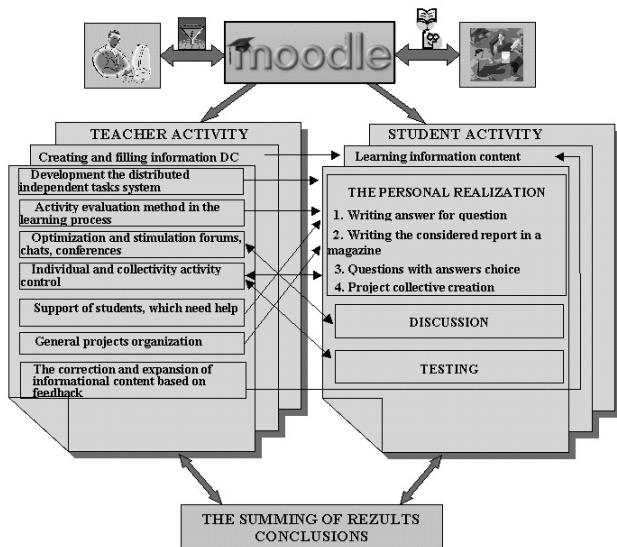 moodle
TEACHER ACTIVITY
Creating and filling information DC
Development the distributed
independent tasks system
Activity evaluation method in the
learning process
Optimization and stimulation forums,
chats, conferences
Individual and collectivity activity
control
Support of students, which need help
General projects organization
The correction and expansion of
informational content based on
feedback
STUDENT ACTIVITY
Learning information content
THE PERSONAL REALIZATION
1. Writing answer for question
2. Writing the considered report in a
magazine
3. Questions with answers choice
4. Project collective creation
DISCUSSION
TESTING
THE SUMMING OF REZULTS
CONCLUSIONS